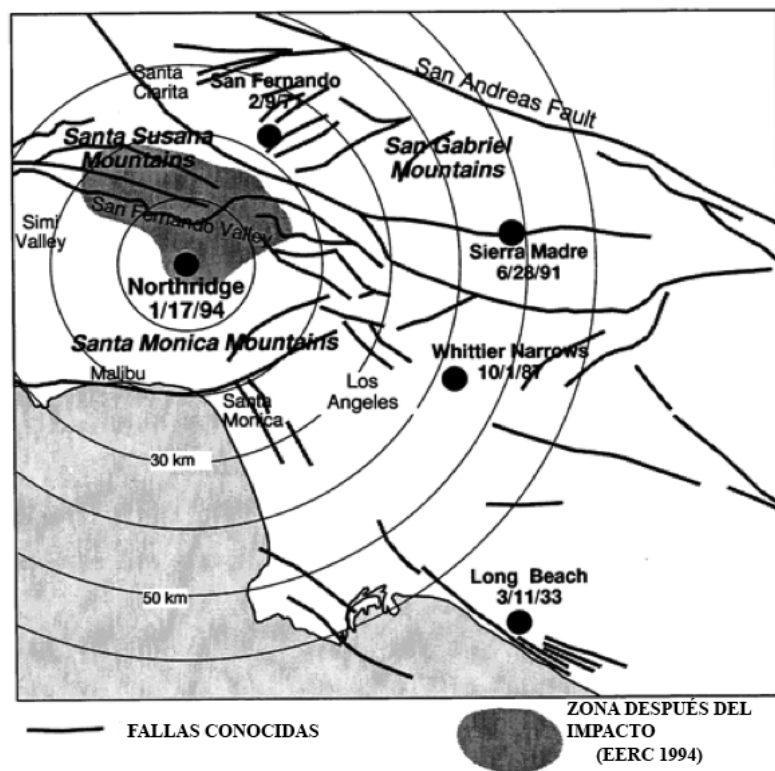 San Andreas Fault
Santa
Clarita
San Fernando
2/9/71
Santa Susana
Mountains
San Gabriel
Mountains
Simi
Valley
San Fernando Valley
Sierra Madre
6/28/91
Northridge
1/17/94
Santa Monica Mountains
Malibu
Whittier Narrows
10/1/87
Los
Angeles
Santa
Monica
30 km
50 km
Long Beach
3/11/33
FALLAS CONOCIDAS
ZONA DESPUÉS DEL
IMPACTO
(EERC 1994)